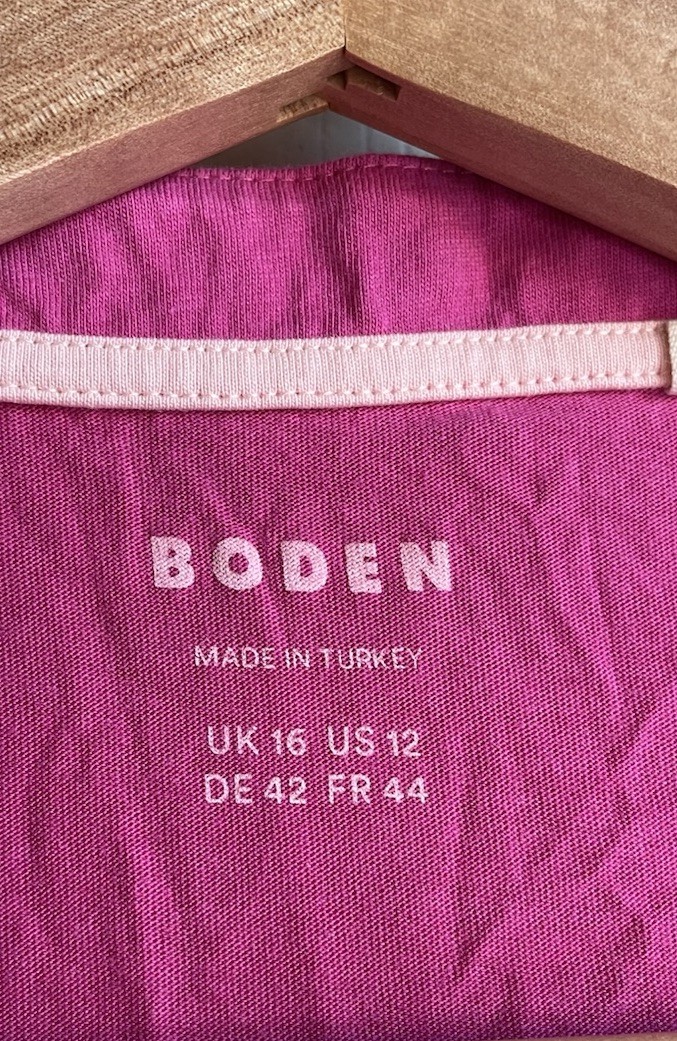 BODEN
MADE IN TURKEY
UK 16 US 12
DE 42 FR 44